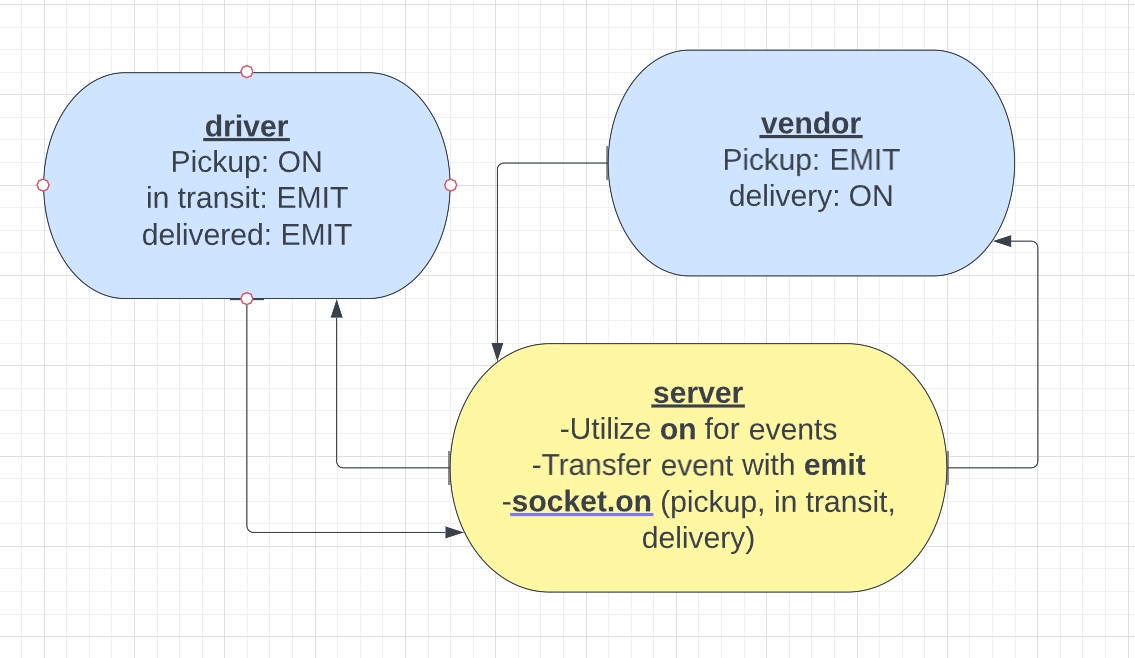 driver
Pickup: ON
in transit: EMIT
delivered: EMIT
vendor
Pickup: EMIT
delivery: ON
server
-Utilize on for events
-Transfer event with emit
-socket.on (pickup, in transit,
delivery)